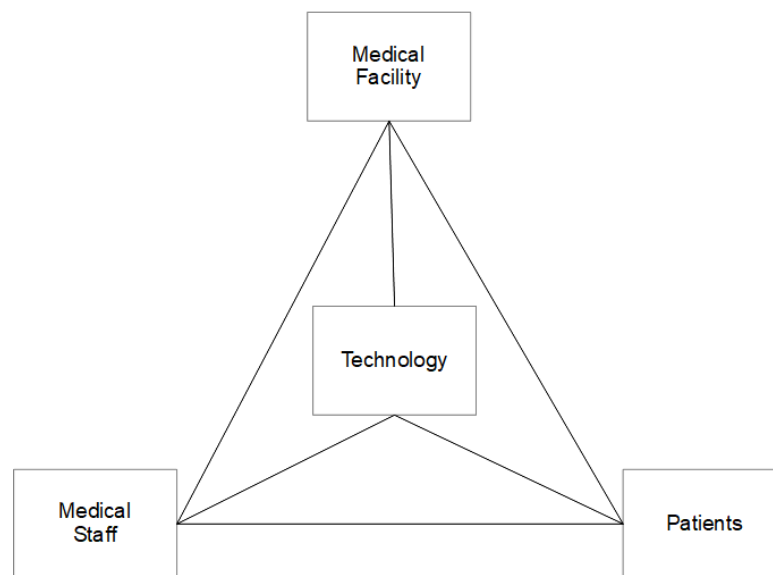 Medical
Facility
Technology
Medical
Staff
Patients